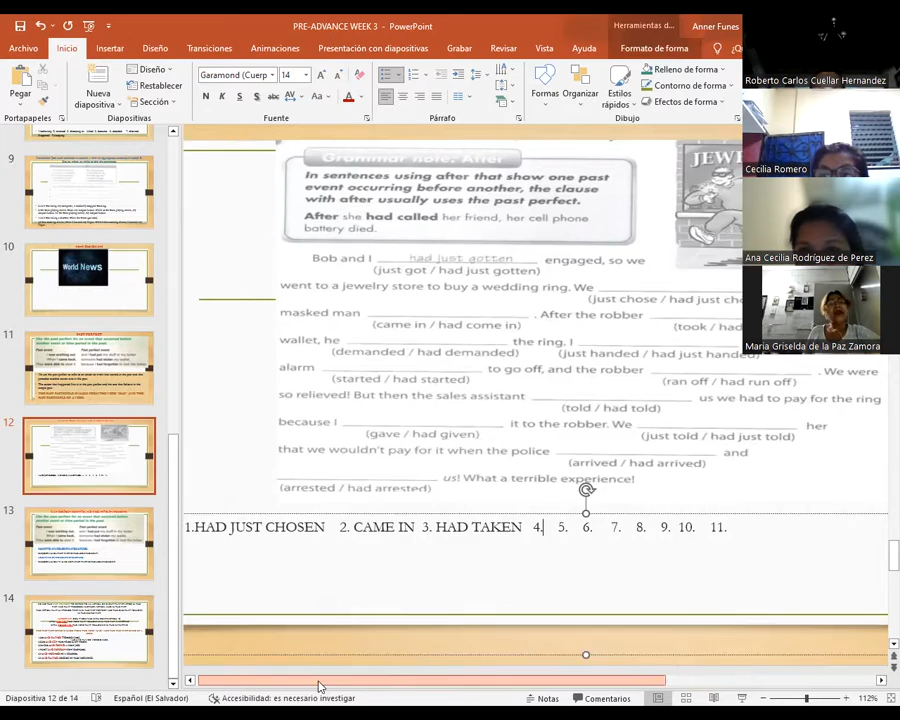 PRE-ADVANCE WEEK 3 - PowerPoint
Herramientas d...
Anner Funes
Archivo Inicio Insertar Diseño Transiciones Animaciones Presentación con diapositivas Grabar Revisar Vista Ayuda Formato de forma
Pegar
Nueva diapositiva
Diseño
Restablecer
Sección
Garamond (Cuerp 14
N K S S abc AV
Aa A
Formas Organizar Estilos rápidos
Relleno de forma
Contorno de forma
Efectos de forma
Portapapeles Diapositivas Fuente Párrafo Dibujo
Roberto Carlos Cuellar Hernandez
Cecilia Romero
Ana Cecilia Rodríguez de Perez
Maria Griselda de la Paz Zamora
9
10
World News
11
12
13
14
Grammar note: After
In sentences using after that show one past
event occurring before another, the clause
with after usually uses the past perfect.
After she had called her friend, her cell phone
battery died.
JEW
Bob and I had just gotten engaged, so we
(just got / had just gotten)
went to a jewelry store to buy a wedding ring. We
(just chose / had just cho
masked man . After the robber
(came in / had come in) (took / had
wallet, he the ring. I
(demanded / had demanded) (just handed / had just handed)
alarm to go off, and the robber . We were
(started / had started) (ran off / had run off)
so relieved! But then the sales assistant us we had to pay for the ring
(told / had told)
because I it to the robber. We her
(gave / had given) (just told / had just told)
that we wouldn't pay for it when the police and
(arrived / had arrived)
us! What a terrible experience!
(arrested / had arrested)
1.HAD JUST CHOSEN 2. CAME IN 3. HAD TAKEN 4. 5. 6. 7. 8. 9. 10. 11.
Diapositiva 12 de 14 Español (El Salvador) Accesibilidad: es necesario investigar Notas Comentarios 112%